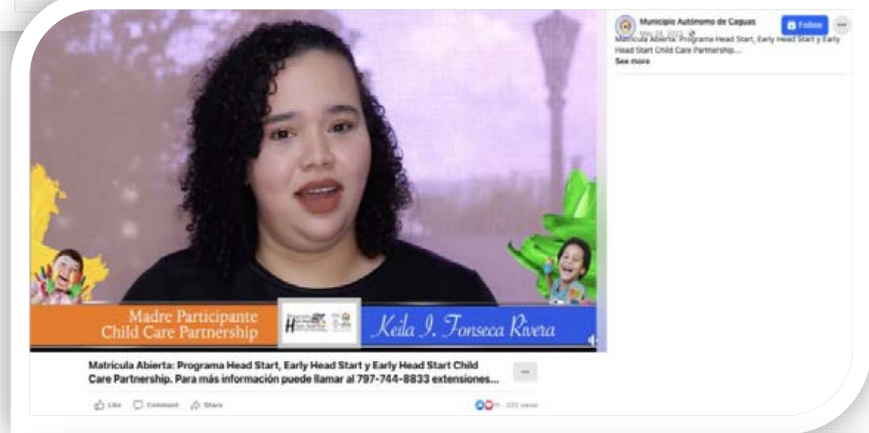 Madre Participante
Child Care Partnership
Keila I. Fonseca Rivera
Matrícula Abierta: Programa Head Start, Early Head Start y Early Head Start Child
Care Partnership. Para más información puede llamar al 797-744-8833 extensiones...
Like Comment Share
views
Municipio Autónomo de Caguas
Follow
Matrícula Abierta: Programa Head Start, Early Head Start y Early
Head Start Child Care Partnership....
See more